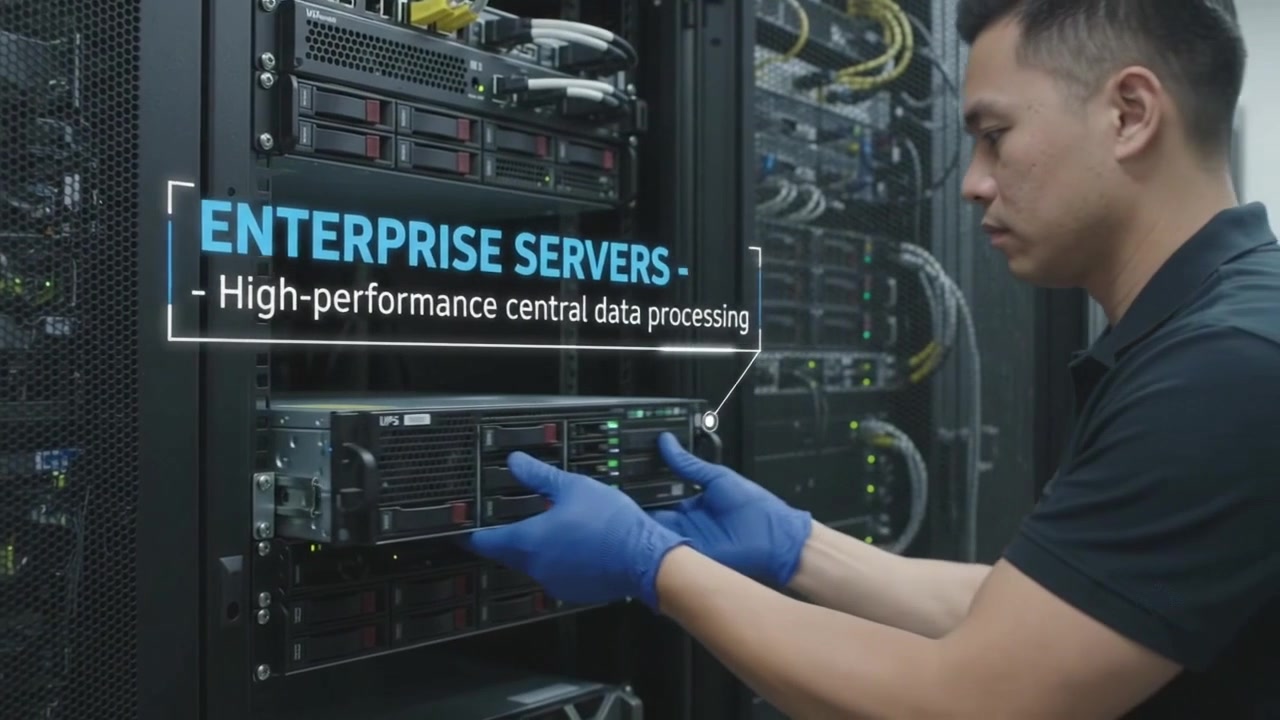 ENTERPRISE SERVERS -
- High-performance central data processing
UPS